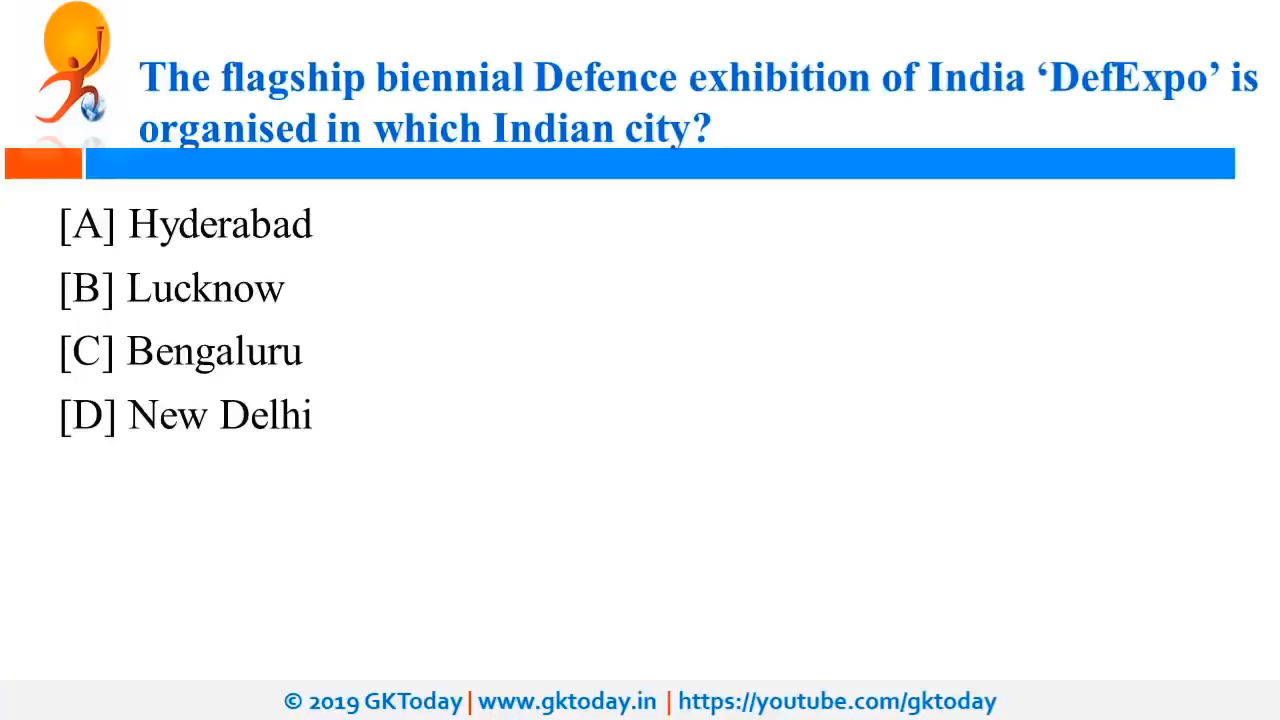 The flagship biennial Defence exhibition of India ‘DefExpo’ is
organised in which Indian city?
[A] Hyderabad
[B] Lucknow
[C] Bengaluru
[D] New Delhi
© 2019 GKToday | www.gktoday.in | https://youtube.com/gktoday